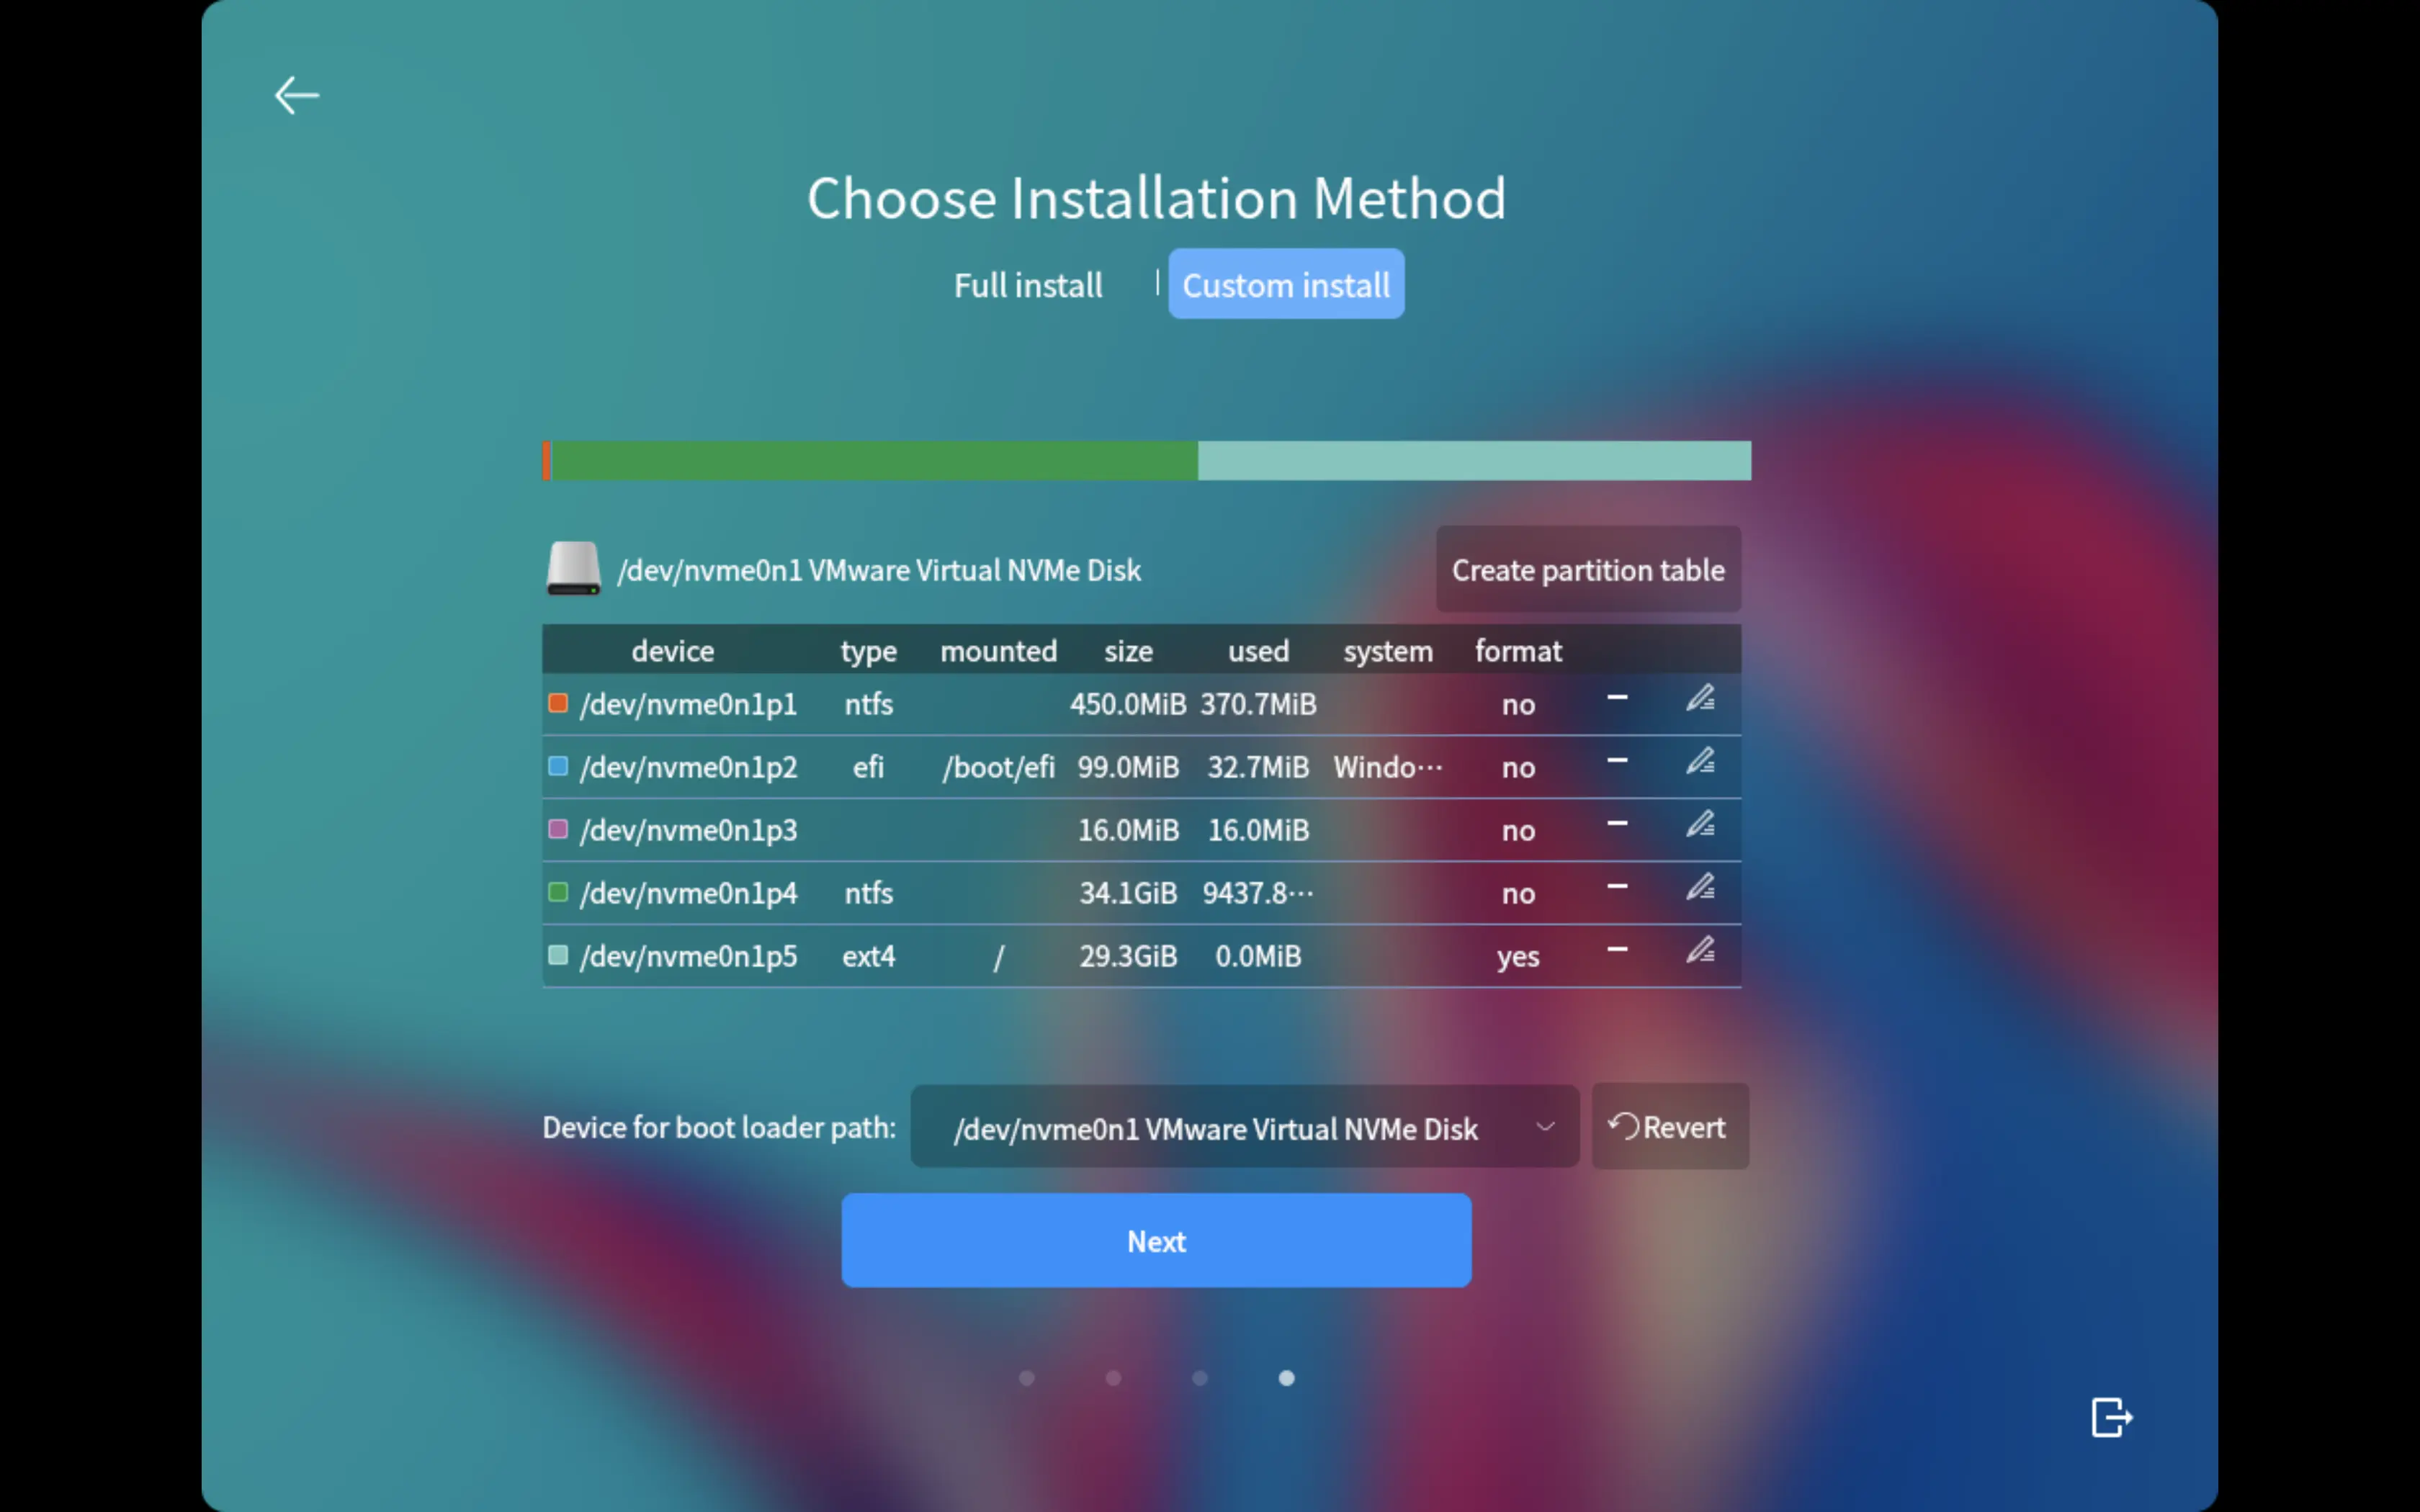 Choose Installation Method
Full install | Custom install
/dev/nvme0n1 VMware Virtual NVMe Disk Create partition table
device type mounted size used system format
/dev/nvme0n1p1 ntfs 450.0MiB 370.7MiB no
/dev/nvme0n1p2 efi /boot/efi 99.0MiB 32.7MiB Windo··· no
/dev/nvme0n1p3 16.0MiB 16.0MiB no
/dev/nvme0n1p4 ntfs 34.1GiB 9437.8··· no
/dev/nvme0n1p5 ext4 / 29.3GiB 0.0MiB yes
Device for boot loader path: /dev/nvme0n1 VMware Virtual NVMe Disk Revert
Next